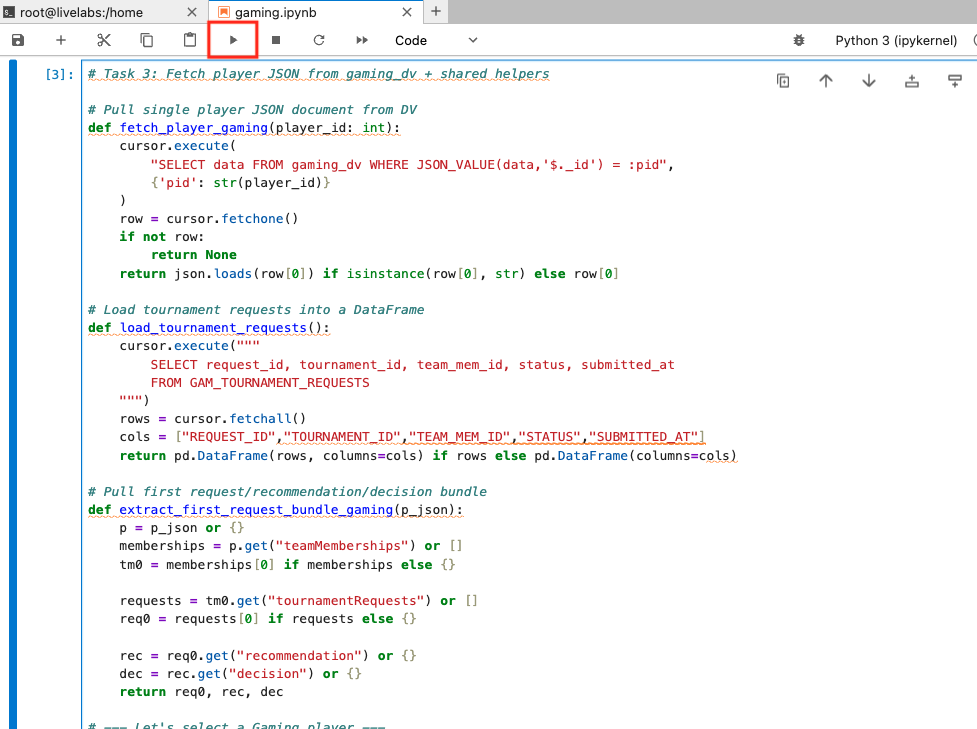 root@livelabs:/home
gaming.ipynb
Code
Python 3 (ipykernel)
[3]:
# Task 3: Fetch player JSON from gaming_dv + shared helpers

# Pull single player JSON document from DV
def fetch_player_gaming(player_id: int):
    cursor.execute(
        "SELECT data FROM gaming_dv WHERE JSON_VALUE(data,'$._id') = :pid",
        {'pid': str(player_id)}
    )
    row = cursor.fetchone()
    if not row:
        return None
    return json.loads(row[0]) if isinstance(row[0], str) else row[0]

# Load tournament requests into a DataFrame
def load_tournament_requests():
    cursor.execute("""
        SELECT request_id, tournament_id, team_mem_id, status, submitted_at
        FROM GAM_TOURNAMENT_REQUESTS
    """)
    rows = cursor.fetchall()
    cols = ["REQUEST_ID","TOURNAMENT_ID","TEAM_MEM_ID","STATUS","SUBMITTED_AT"]
    return pd.DataFrame(rows, columns=cols) if rows else pd.DataFrame(columns=cols)

# Pull first request/recommendation/decision bundle
def extract_first_request_bundle_gaming(p_json):
    p = p_json or {}
    memberships = p.get("teamMemberships") or []
    tm0 = memberships[0] if memberships else {}

    requests = tm0.get("tournamentRequests") or []
    req0 = requests[0] if requests else {}

    rec = req0.get("recommendation") or {}
    dec = rec.get("decision") or {}
    return req0, rec, dec

# ––– Let's select a Gaming player –––